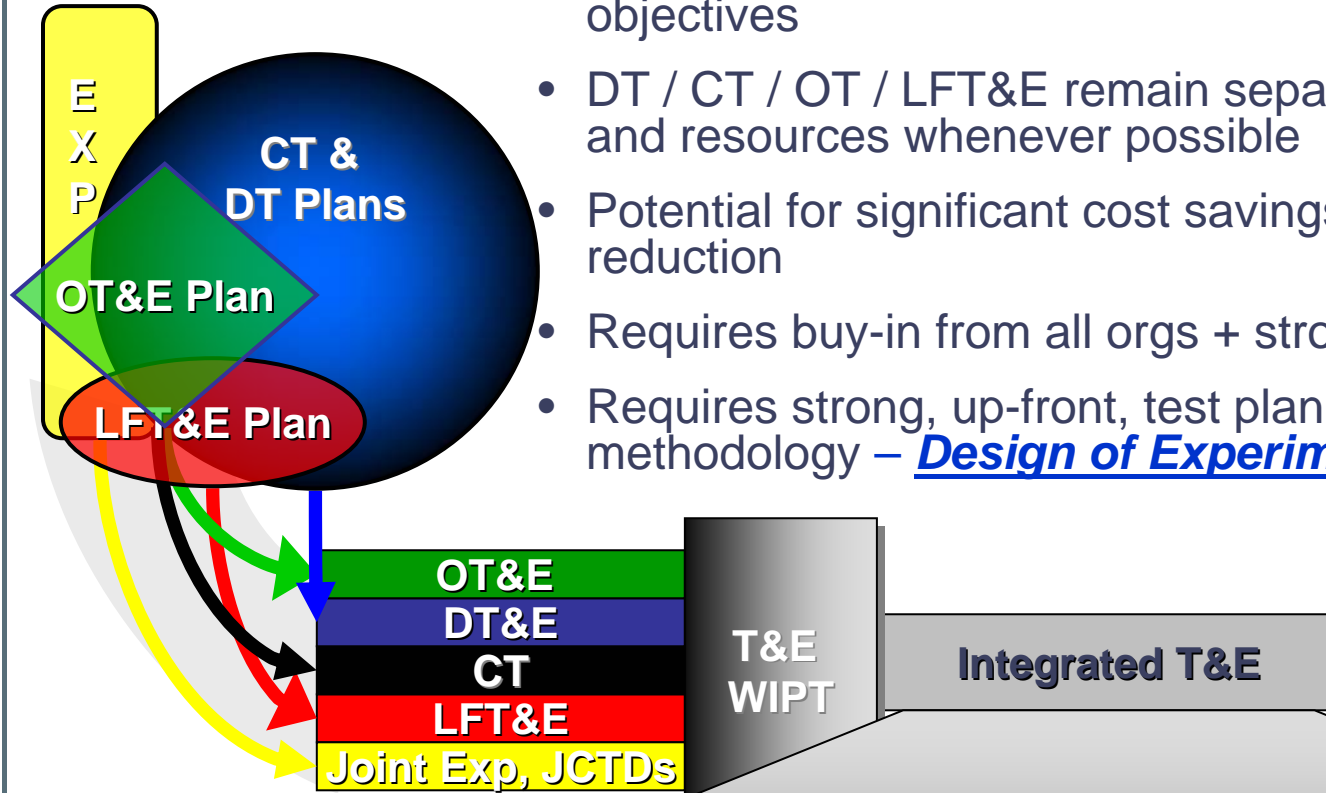 objectives
• DT / CT / OT / LFT&E remain sepa
and resources whenever possible
• Potential for significant cost savings
reduction
• Requires buy-in from all orgs + stro
• Requires strong, up-front, test plan
methodology – Design of Experim
E
X
P
CT &
DT Plans
OT&E Plan
LFT&E Plan
OT&E
DT&E
CT
LFT&E
Joint Exp, JCTDs
T&E
WIPT
Integrated T&E